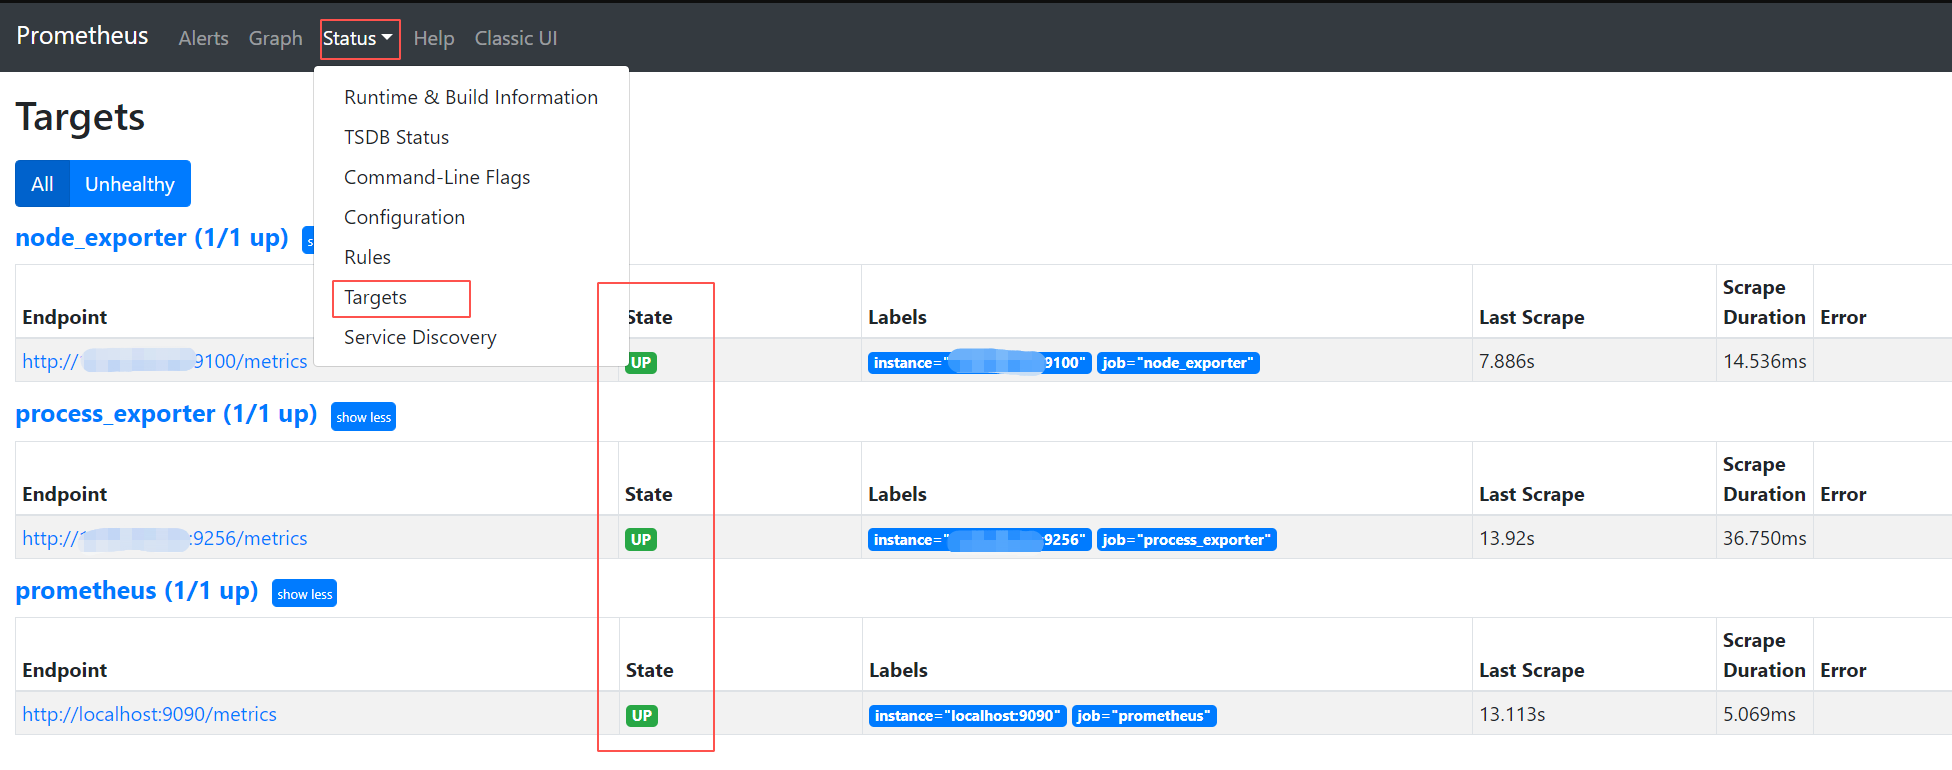 Prometheus Alerts Graph Status Help Classic UI
Runtime & Build Information
TSDB Status
Command-Line Flags
Configuration
Rules
Targets
Service Discovery
Targets
All Unhealthy
node_exporter (1/1 up)
Endpoint State Labels Last Scrape Scrape Duration Error
http:// 9100/metrics UP instance=" 9100" job="node_exporter" 7.886s 14.536ms
process_exporter (1/1 up) show less
Endpoint State Labels Last Scrape Scrape Duration Error
http:// :9256/metrics UP instance=" 9256" job="process_exporter" 13.92s 36.750ms
prometheus (1/1 up) show less
Endpoint State Labels Last Scrape Scrape Duration Error
http://localhost:9090/metrics UP instance="localhost:9090" job="prometheus" 13.113s 5.069ms